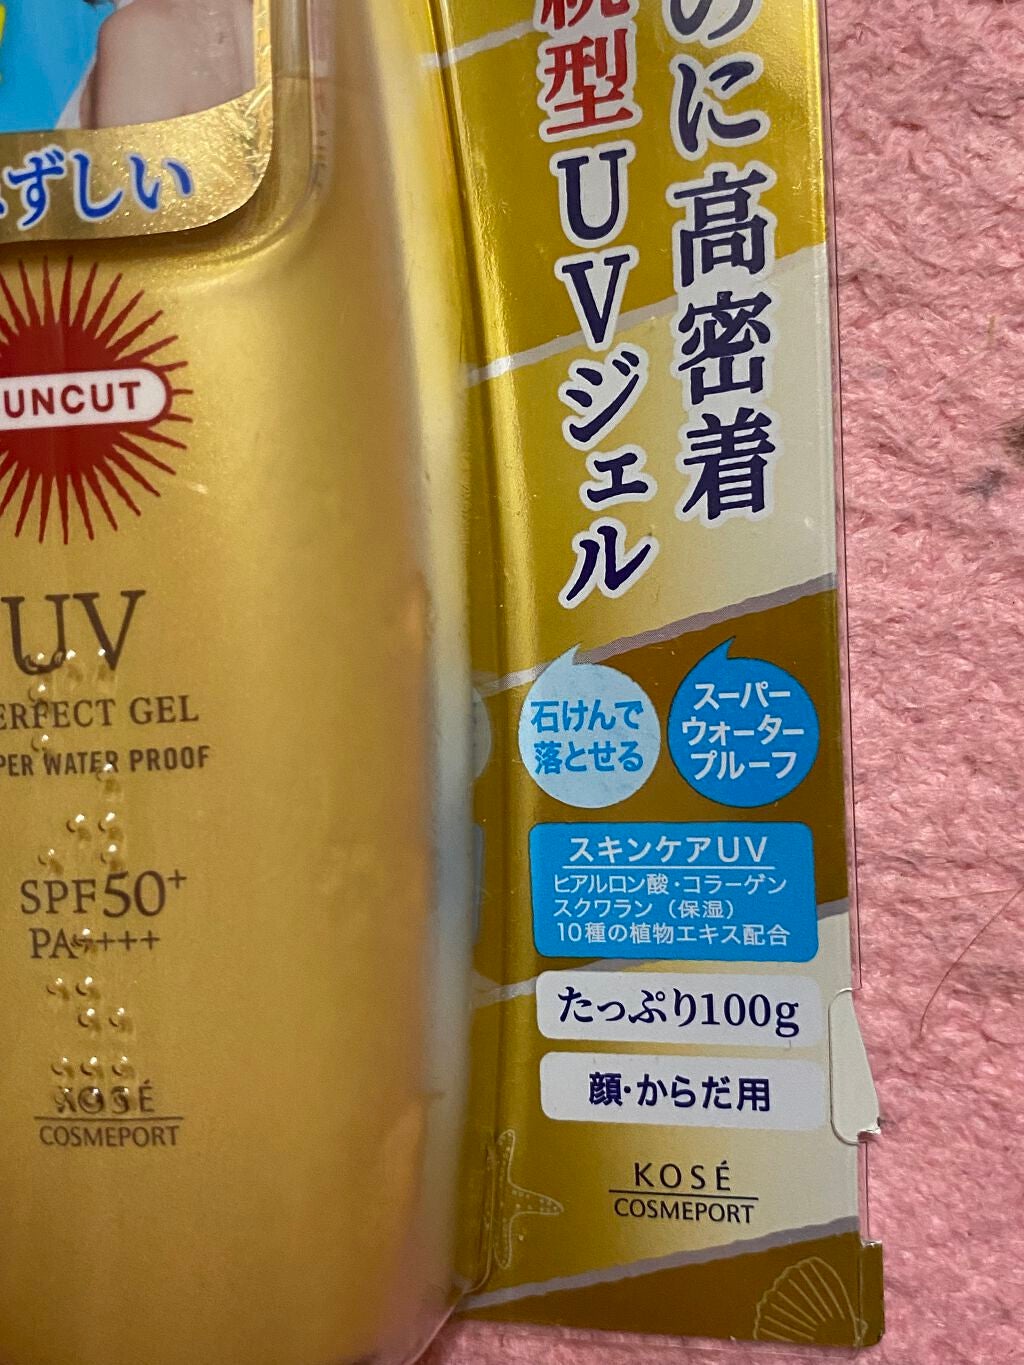 ずしい
UNCUT
UV
ERFECT GEL
PER WATER PROOF
SPF50+
PA++++
KOSÉ
COSMEPORT
のに高密着
続型UVジェル
石けんで
落とせる
スーパー
ウォーター
プルーフ
スキンケアUV
ヒアルロン酸・コラーゲン
スクワラン（保湿）
10種の植物エキス配合
たっぷり100g
顔・からだ用
KOSÉ
COSMEPORT